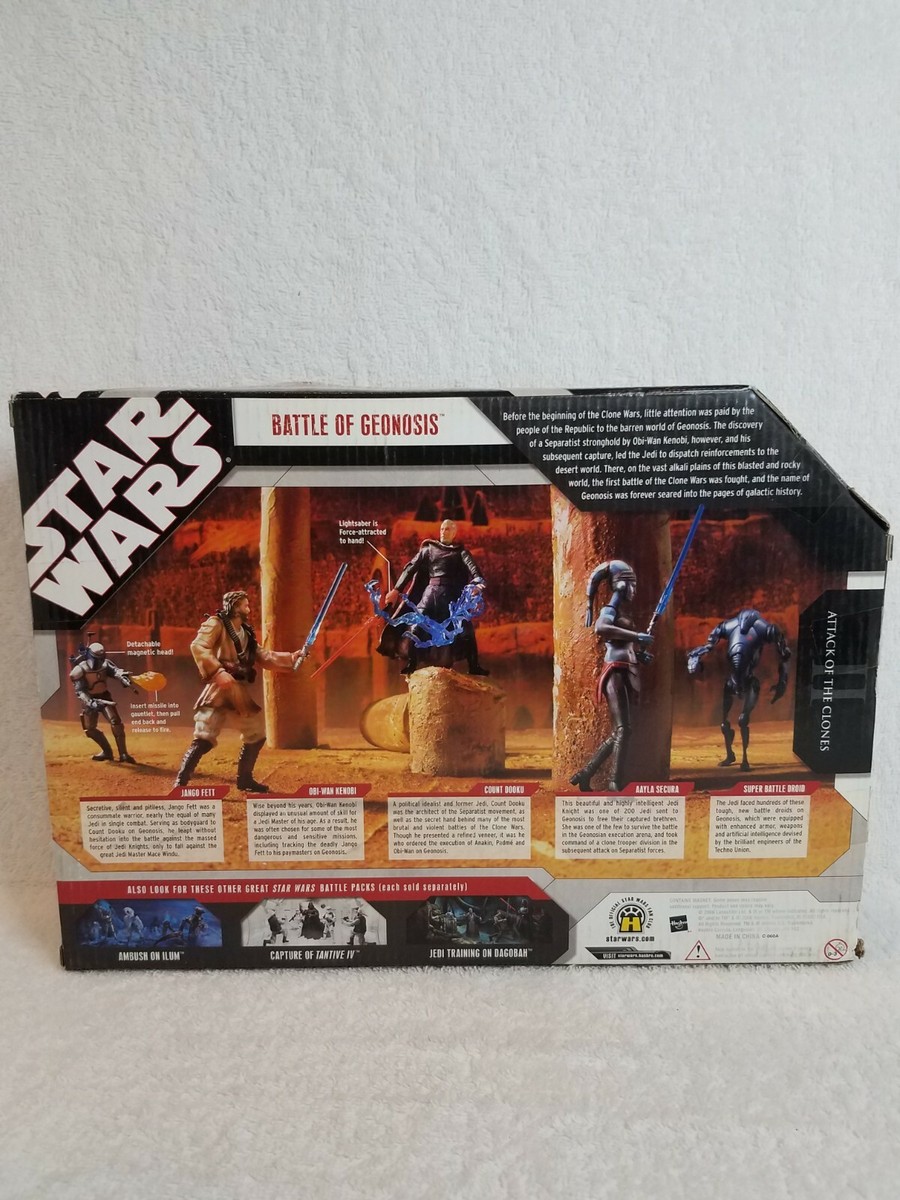 STAR
WARS
®
BATTLE OF GEONOSIS™
Before the beginning of the Clone Wars, little attention was paid by the
people of the Republic to the barren world of Geonosis. The discovery
of a Separatist stronghold by Obi-Wan Kenobi, however, and his
subsequent capture, led the Jedi to dispatch reinforcements to the
desert world. There, on the vast alkali plains of this blasted and rocky
world, the first battle of the Clone Wars was fought, and the name of
Geonosis was forever seared into the pages of galactic history.
Lightsaber is
Force-attracted
to hand!
Detachable
magnetic head!
Insert missile into
gauntlet, then pull
end back and
release to fire.
II
ATTACK OF THE CLONES
JANGO FETT
Secretive, silent and pitiless, Jango Fett was a
consummate warrior, nearly the equal of many
Jedi in single combat. Serving as bodyguard to
Count Dooku on Geonosis, he leapt without
hesitation into the battle against the massed
force of Jedi Knights, only to fall against the
great Jedi Master Mace Windu.
OBI-WAN KENOBI
Wise beyond his years, Obi-Wan Kenobi
displayed an unusual amount of skill for
a Jedi Master of his age. As a result, he
was often chosen for some of the most
dangerous and sensitive missions,
including tracking the deadly Jango
Fett to his paymasters on Geonosis.
COUNT DOOKU
A political idealist and former Jedi, Count Dooku
was the architect of the Separatist movement, as
well as the secret hand behind many of the most
brutal and violent battles of the Clone Wars.
Though he presented a refined veneer, it was he
who ordered the execution of Anakin, Padmé and
Obi-Wan on Geonosis.
AAYLA SECURA
This beautiful and highly intelligent Jedi
Knight was one of 200 Jedi sent to
Geonosis to free their captured brethren.
She was one of the few to survive the battle
in the Geonosian execution arena, and took
command of a clone trooper division in the
subsequent attack on Separatist forces.
SUPER BATTLE DROID
The Jedi faced hundreds of these
tough, new battle droids on
Geonosis, which were equipped
with enhanced armor, weapons
and artificial intelligence devised
by the brilliant engineers of the
Techno Union.
ALSO LOOK FOR THESE OTHER GREAT STAR WARS BATTLE PACKS (each sold separately)
AMBUSH ON ILUM™
CAPTURE OF TANTIVE IV™
JEDI TRAINING ON DAGOBAH™
THE OFFICIAL STAR WARS FAN CLUB
starwars.com
VISIT starwars.hasbro.com
Hasbro
MADE IN CHINA
0-3